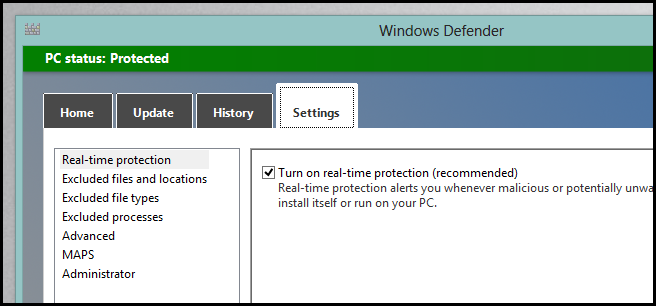 Windows Defender
PC status: Protected
Home Update History Settings
Real-time protection
Excluded files and locations
Excluded file types
Excluded processes
Advanced
MAPS
Administrator
Turn on real-time protection (recommended)
Real-time protection alerts you whenever malicious or potentially unwa
install itself or run on your PC.